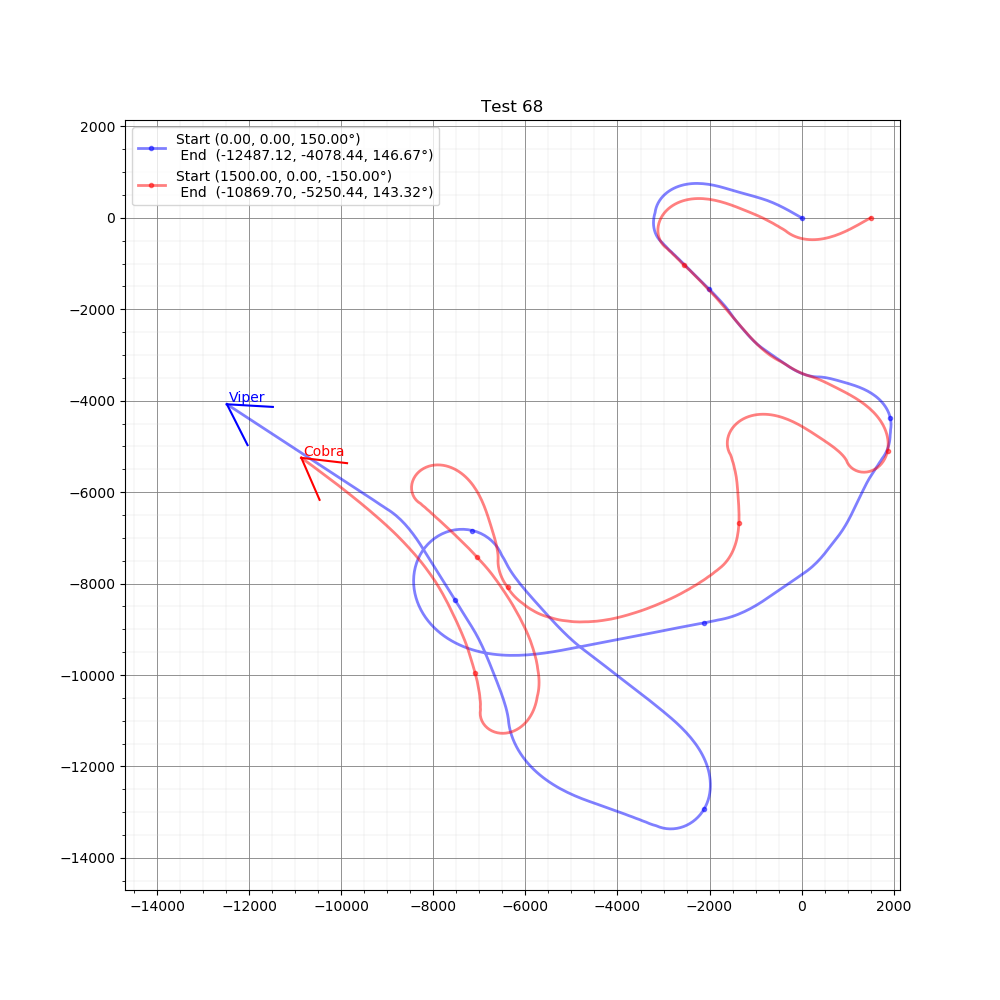 Test 68
Start (0.00, 0.00, 150.00°)
End (-12487.12, -4078.44, 146.67°)
Start (1500.00, 0.00, -150.00°)
End (-10869.70, -5250.44, 143.32°)
2000
0
−2000
−4000
−6000
−8000
−10000
−12000
−14000
Viper
Cobra
−14000 −12000 −10000 −8000 −6000 −4000 −2000 0 2000